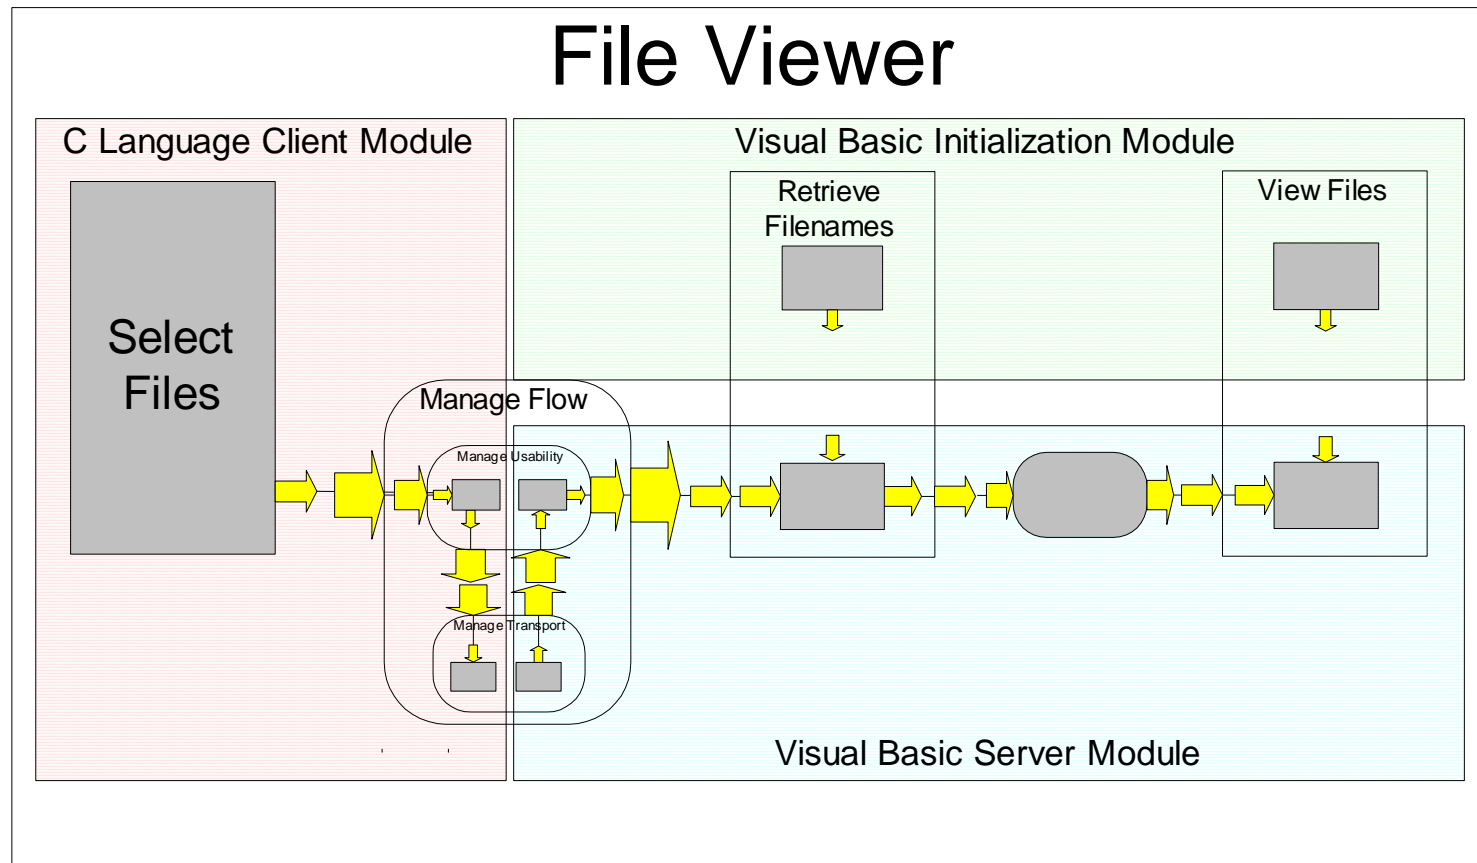 File Viewer
C Language Client Module
Visual Basic Initialization Module
Retrieve
Filenames
View Files
Select
Files
Manage Flow
Manage Usability
Manage Transport
Visual Basic Server Module